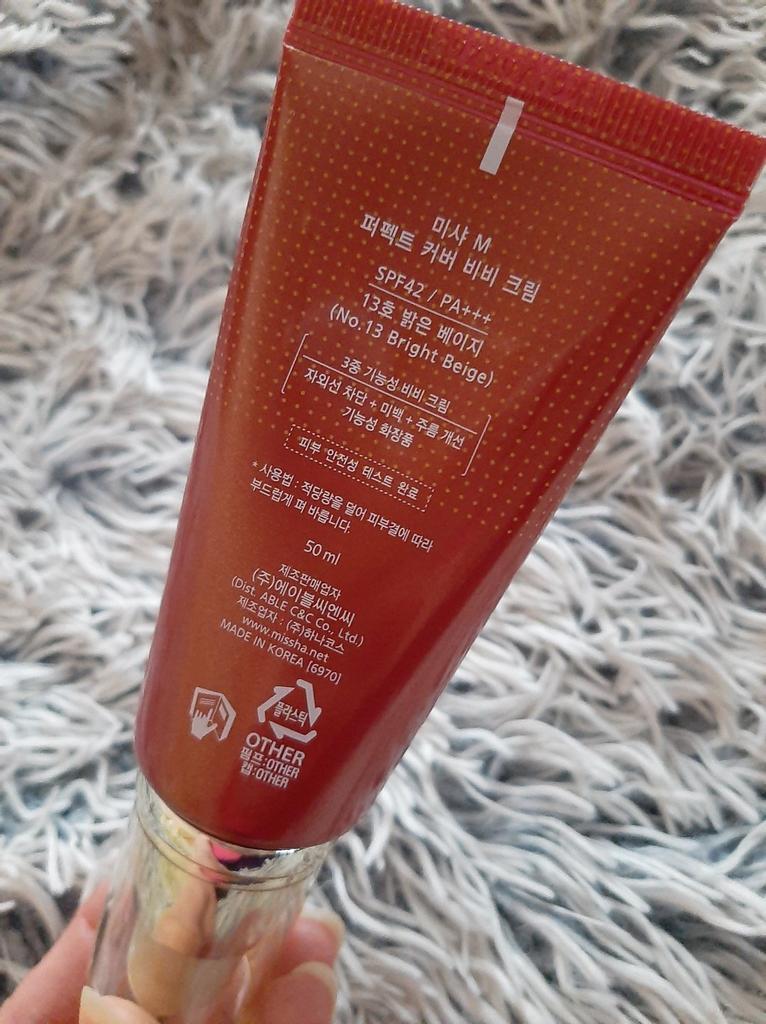 미샤 M
퍼펙트 커버 비비 크림
SPF42 / PA+++
13호 밝은 베이지
(No.13 Bright Beige)
3중 기능성 비비 크림
자외선 차단 + 미백 + 주름 개선
기능성 화장품
피부 안전성 테스트 완료
* 사용법 : 적당량을 덜어 피부결에 따라
부드럽게 펴 바릅니다.
50ml
제조판매업자
(주)에이블씨엔씨
(Dist. ABLE C&C Co., Ltd.)
제조업자 : (주)하나코스
www.missha.net
MADE IN KOREA [6970]
플라스틱
OTHER
펌프:OTHER
캡:OTHER